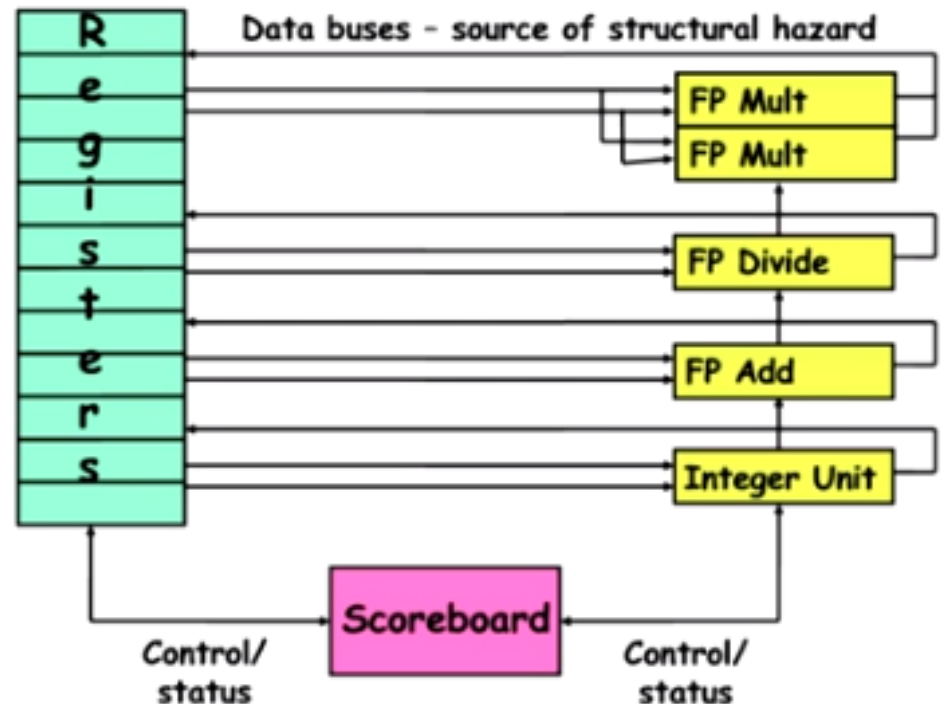 Data buses - source of structural hazard
Registers
FP Mult
FP Mult
FP Divide
FP Add
Integer Unit
Scoreboard
Control/
status
Control/
status